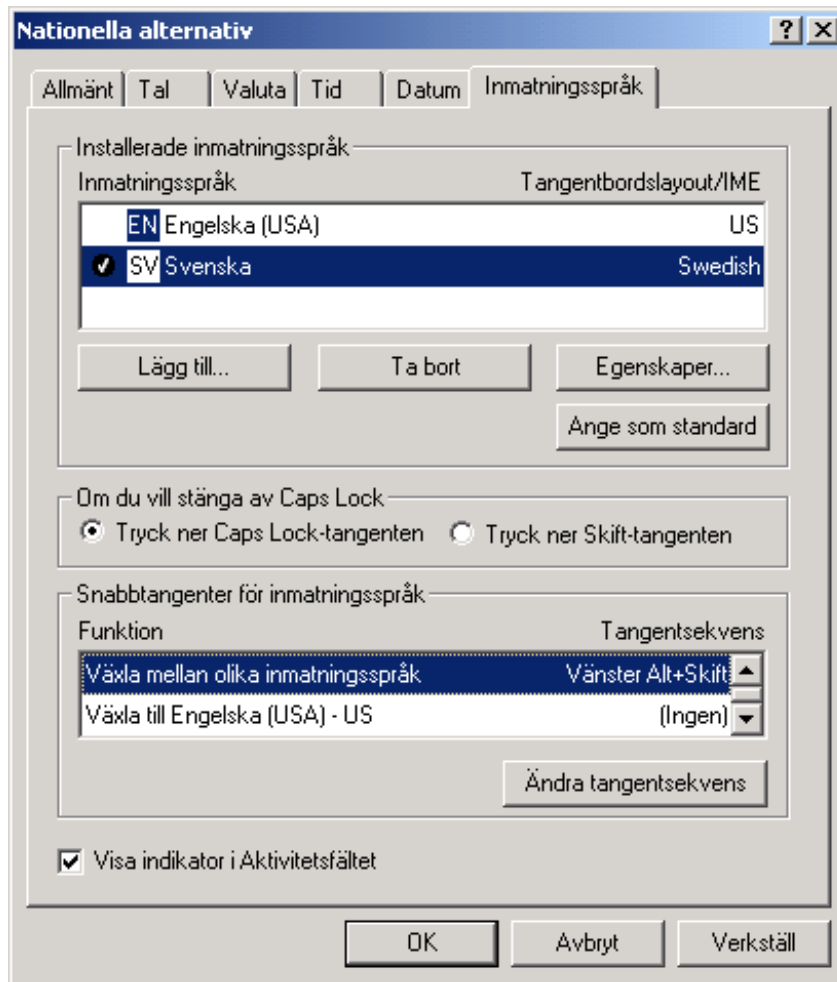 Nationella alternativ
Allmänt Tal Valuta Tid Datum Inmatningsspråk
Installerade inmatningsspråk
Inmatningsspråk Tangentbordslayout/IME
EN Engelska (USA) US
SV Svenska Swedish
Lägg till... Ta bort Egenskaper...
Ange som standard
Om du vill stänga av Caps Lock
Tryck ner Caps Lock-tangenten Tryck ner Skift-tangenten
Snabbtangenter för inmatningsspråk
Funktion Tangentsekvens
Växla mellan olika inmatningsspråk Vänster Alt+Skift
Växla till Engelska (USA) - US (Ingen)
Ändra tangentsekvens
Visa indikator i Aktivitetsfältet
OK Avbryt Verkställ